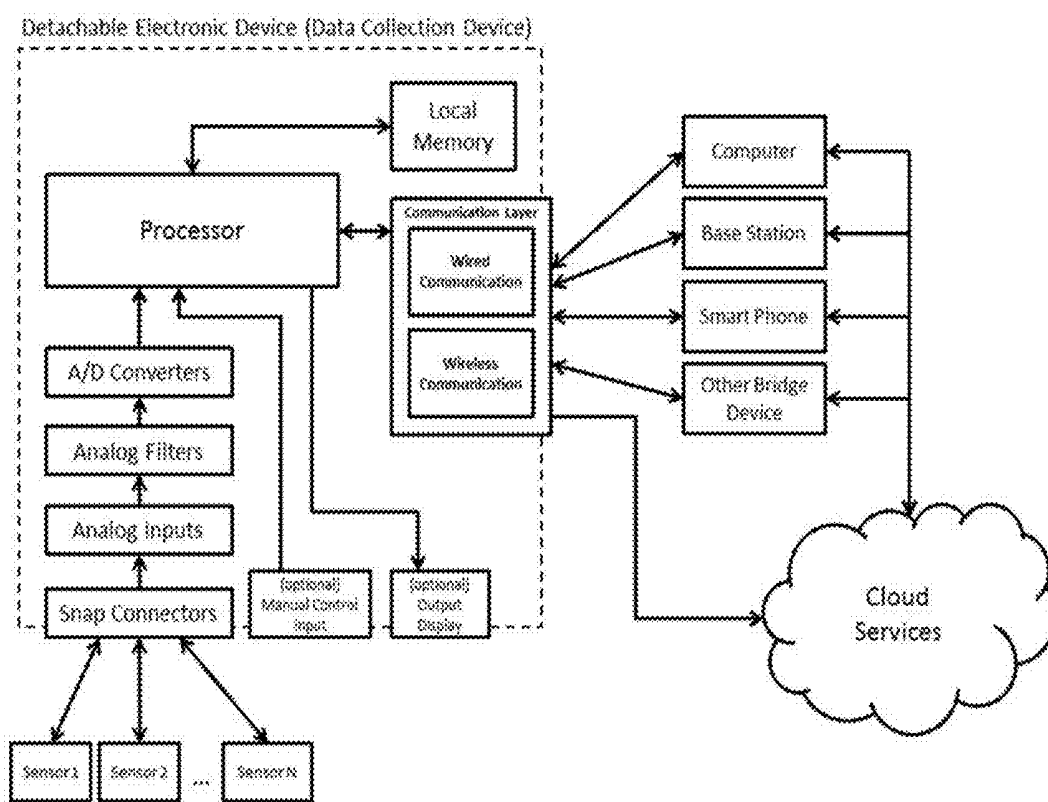 Detachable Electronic Device (Data Collection Device)
Local
Memory
Processor
Communication Layer
Wired
Communication
Wireless
Communication
Computer
Base Station
Smart Phone
Other Bridge
Device
A/D Converters
Analog Filters
Analog Inputs
Snap Connectors
(optional)
Manual Control
Input
(optional)
Output
Display
Cloud
Services
Sensor 1
Sensor 2
...
Sensor N